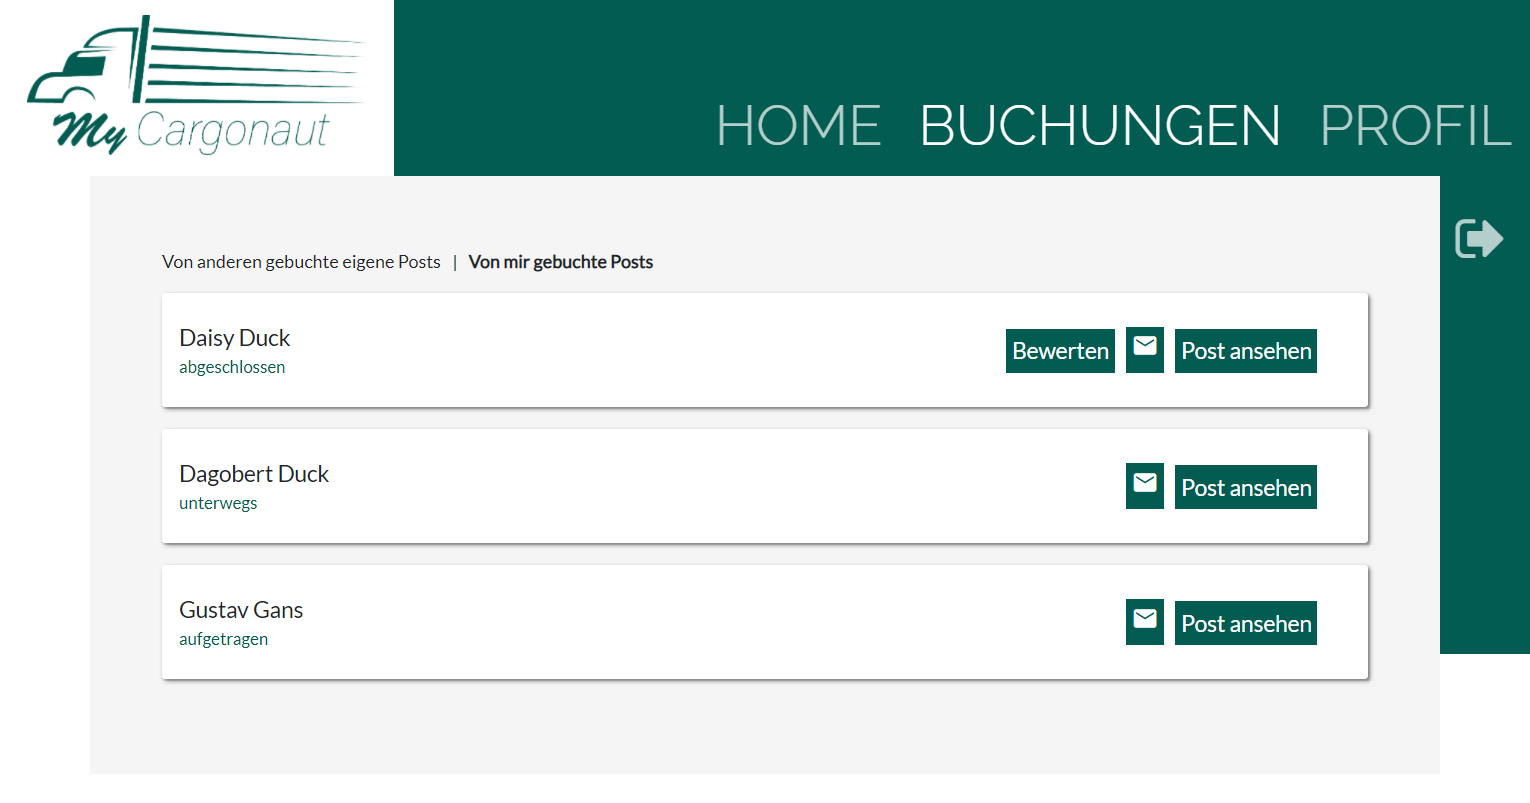 My Cargonaut
HOME BUCHUNGEN PROFIL
Von anderen gebuchte eigene Posts | Von mir gebuchte Posts
Daisy Duck
abgeschlossen
Bewerten Post ansehen
Dagobert Duck
unterwegs
Post ansehen
Gustav Gans
aufgetragen
Post ansehen